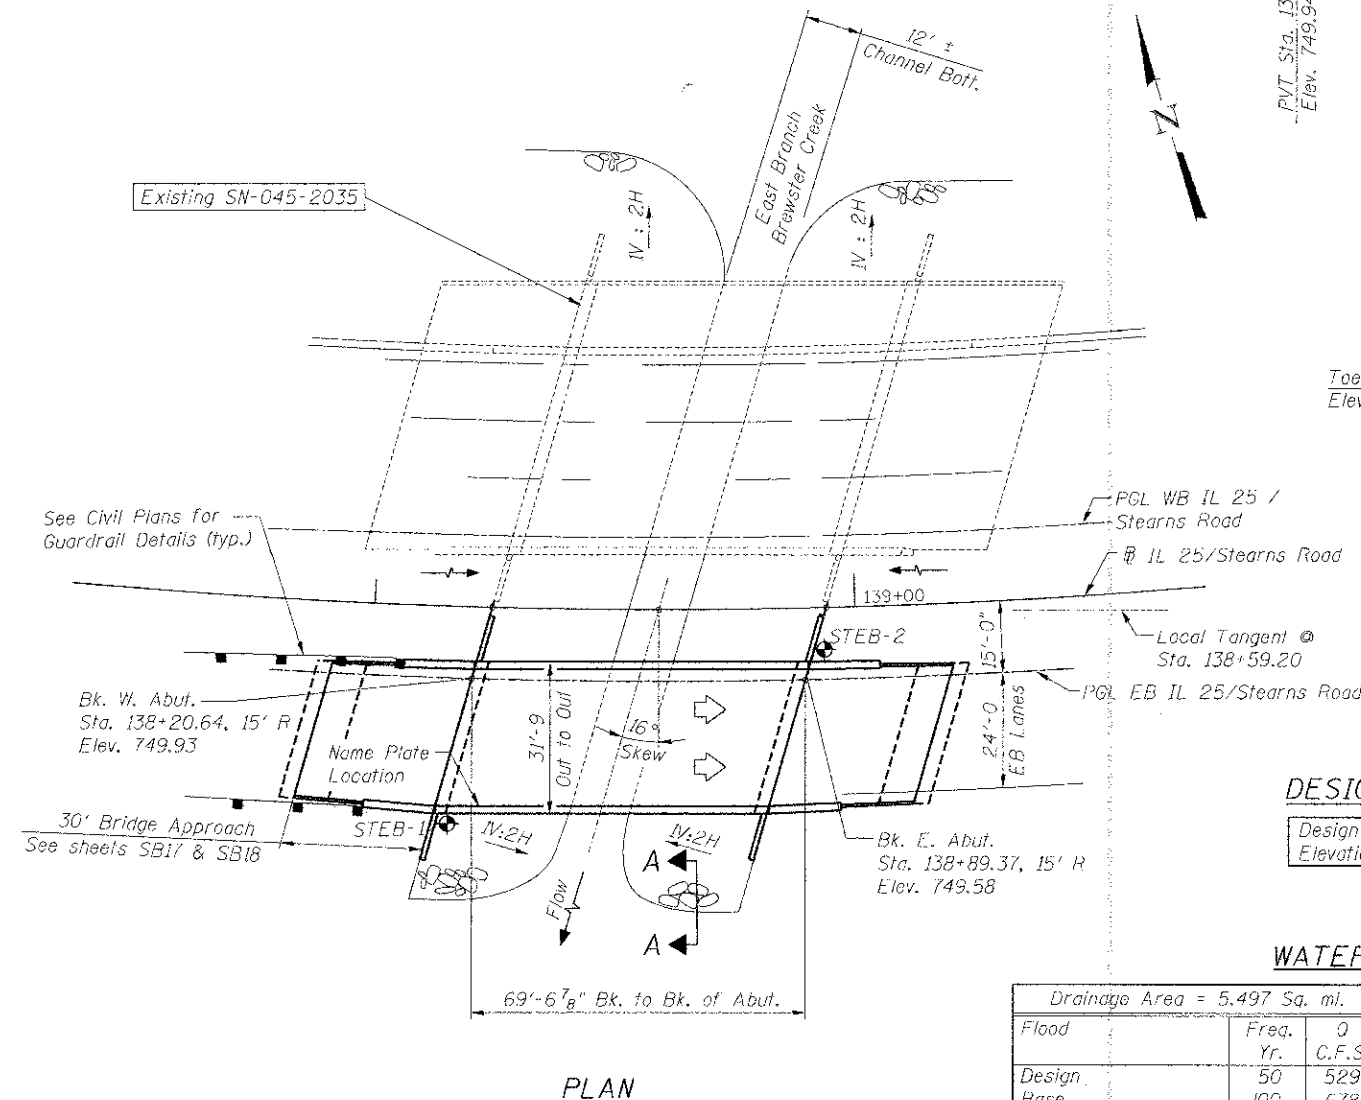 12' ±
Channel Bott.
PVT Sta. 13
Elev. 749.94
N
East Branch
Brewster Creek
Existing SN-045-2035
1V : 2H
1V : 2H
Toe
Elev
See Civil Plans for
Guardrail Details (typ.)
PGL WB IL 25 /
Stearns Road
℄ IL 25/Stearns Road
139+00
15'-0"
Local Tangent @
Sta. 138+59.20
STEB-2
PGL EB IL 25/Stearns Road
Bk. W. Abut.
Sta. 138+20.64, 15' R
Elev. 749.93
Name Plate
Location
31'-9
Out to Out
16°
Skew
24'-0
EB Lanes
30' Bridge Approach
See sheets SB17 & SB18
STEB-1
1V:2H
1V:2H
Bk. E. Abut.
Sta. 138+89.37, 15' R
Elev. 749.58
DESIG
Design
Elevatio
A
A
Flow
69'-6 7/8" Bk. to Bk. of Abut.
PLAN
WATER
Drainage Area = 5.497 Sq. mi.
Flood Freq. Q
Yr. C.F.S
Design 50 529
Base 100 678